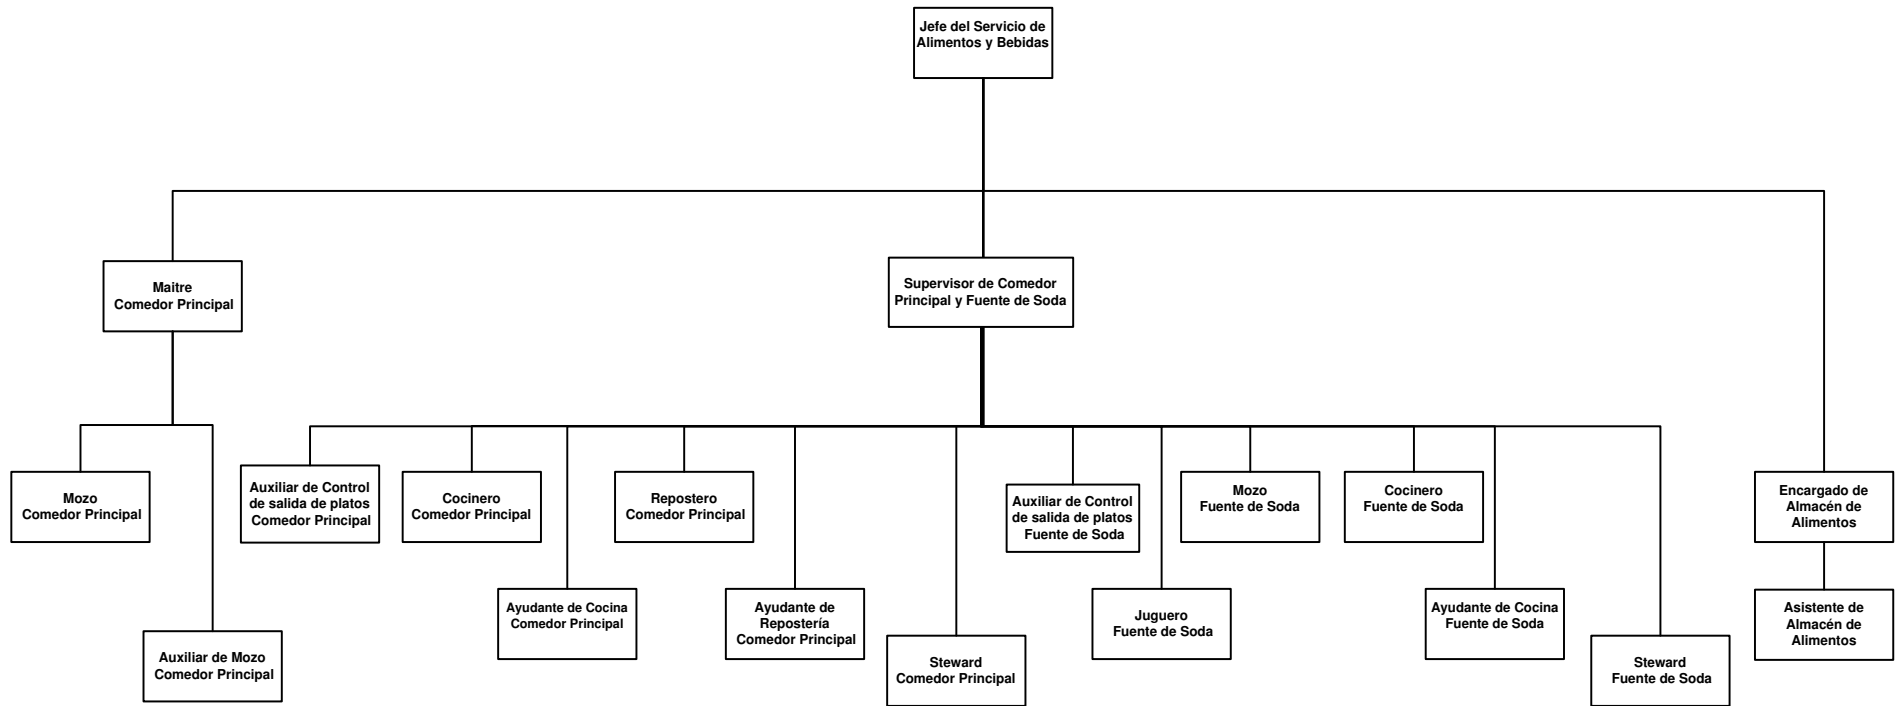 Jefe del Servicio de
Alimentos y Bebidas
Maitre
Comedor Principal
Supervisor de Comedor
Principal y Fuente de Soda
Mozo
Comedor Principal
Auxiliar de Control
de salida de platos
Comedor Principal
Cocinero
Comedor Principal
Repostero
Comedor Principal
Auxiliar de Control
de salida de platos
Fuente de Soda
Mozo
Fuente de Soda
Cocinero
Fuente de Soda
Encargado de
Almacén de
Alimentos
Ayudante de Cocina
Comedor Principal
Ayudante de
Repostería
Comedor Principal
Juguero
Fuente de Soda
Ayudante de Cocina
Fuente de Soda
Asistente de
Almacén de
Alimentos
Auxiliar de Mozo
Comedor Principal
Steward
Comedor Principal
Steward
Fuente de Soda